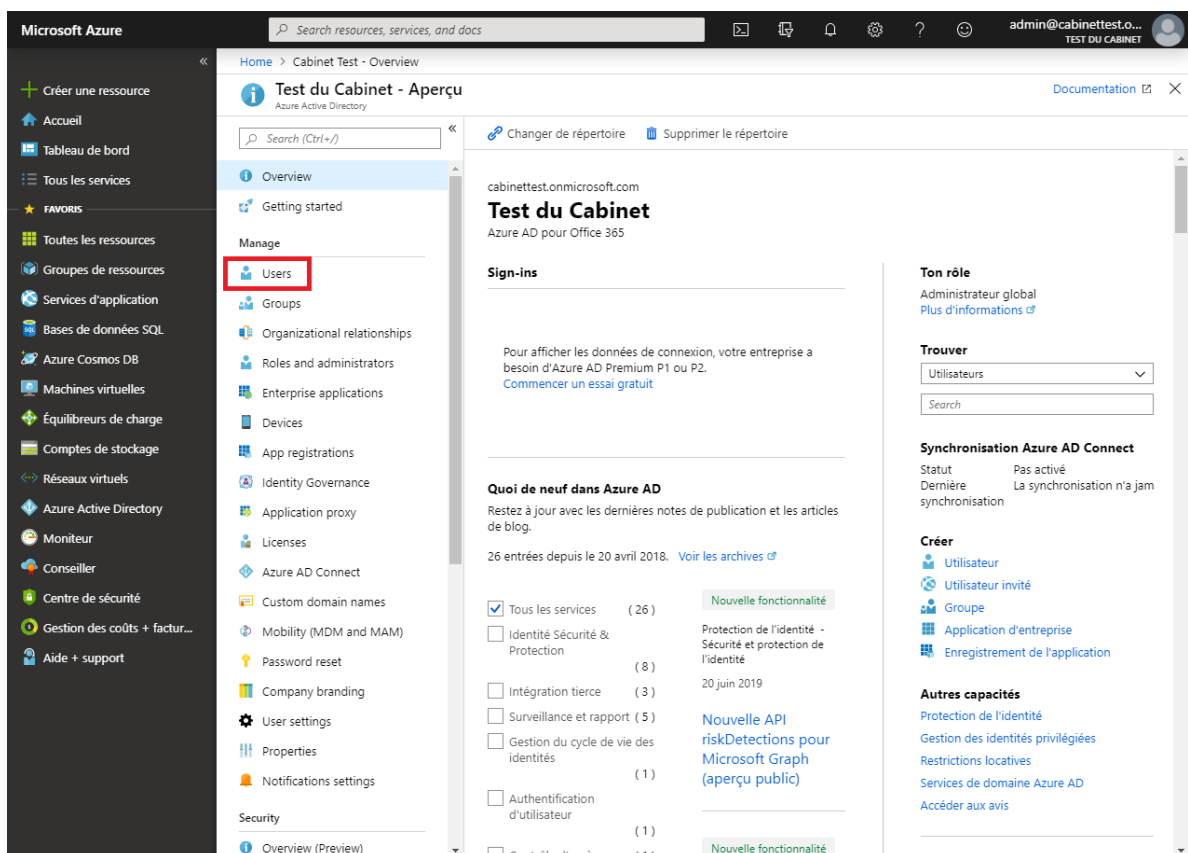 Microsoft Azure
Search resources, services, and docs
admin@cabinettest.o...
TEST DU CABINET
«
Créer une ressource
Accueil
Tableau de bord
Tous les services
FAVORIS
Toutes les ressources
Groupes de ressources
Services d'application
Bases de données SQL
Azure Cosmos DB
Machines virtuelles
Équilibreurs de charge
Comptes de stockage
Réseaux virtuels
Azure Active Directory
Moniteur
Conseiller
Centre de sécurité
Gestion des coûts + factur...
Aide + support
Home > Cabinet Test - Overview
Test du Cabinet - Aperçu
Azure Active Directory
Documentation
Search (Ctrl+/)
«
Overview
Getting started
Manage
Users
Groups
Organizational relationships
Roles and administrators
Enterprise applications
Devices
App registrations
Identity Governance
Application proxy
Licenses
Azure AD Connect
Custom domain names
Mobility (MDM and MAM)
Password reset
Company branding
User settings
Properties
Notifications settings
Security
Overview (Preview)
Changer de répertoire
Supprimer le répertoire
cabinettest.onmicrosoft.com
Test du Cabinet
Azure AD pour Office 365
Sign-ins
Pour afficher les données de connexion, votre entreprise a
besoin d'Azure AD Premium P1 ou P2.
Commencer un essai gratuit
Quoi de neuf dans Azure AD
Restez à jour avec les dernières notes de publication et les articles
de blog.
26 entrées depuis le 20 avril 2018. Voir les archives
Tous les services (26)
Identité Sécurité &
Protection
(8)
Intégration tierce (3)
Surveillance et rapport (5)
Gestion du cycle de vie des
identités
(1)
Authentification
d'utilisateur
(1)
Nouvelle fonctionnalité
Protection de l'identité -
Sécurité et protection de
l'identité
20 juin 2019
Nouvelle API
riskDetections pour
Microsoft Graph
(aperçu public)
Nouvelle fonctionnalité
Ton rôle
Administrateur global
Plus d'informations
Trouver
Utilisateurs
Search
Synchronisation Azure AD Connect
Statut Pas activé
Dernière La synchronisation n'a jam
synchronisation
Créer
Utilisateur
Utilisateur invité
Groupe
Application d'entreprise
Enregistrement de l'application
Autres capacités
Protection de l'identité
Gestion des identités privilégiées
Restrictions locatives
Services de domaine Azure AD
Accéder aux avis